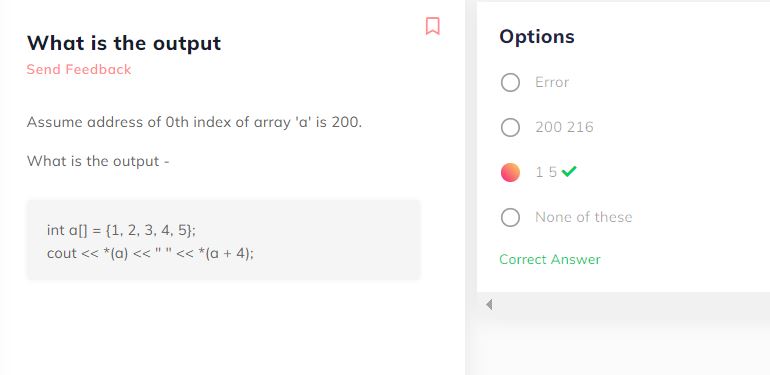 What is the output
Send Feedback
Assume address of 0th index of array 'a' is 200.
What is the output -
int a[] = {1, 2, 3, 4, 5};
cout << *(a) << " " << *(a + 4);
Options
Error
200 216
1 5
None of these
Correct Answer